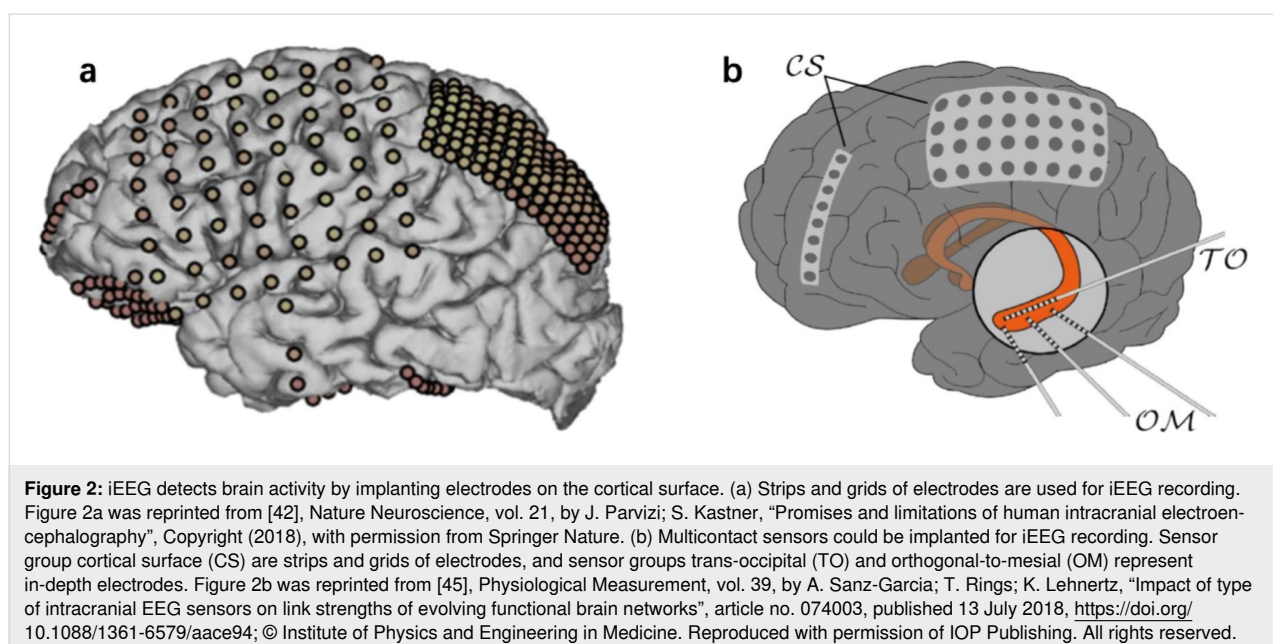 a
b
CS
TO
OM
Figure 2: iEEG detects brain activity by implanting electrodes on the cortical surface. (a) Strips and grids of electrodes are used for iEEG recording.
Figure 2a was reprinted from [42], Nature Neuroscience, vol. 21, by J. Parvizi; S. Kastner, “Promises and limitations of human intracranial electroen-
cephalography”, Copyright (2018), with permission from Springer Nature. (b) Multicontact sensors could be implanted for iEEG recording. Sensor
group cortical surface (CS) are strips and grids of electrodes, and sensor groups trans-occipital (TO) and orthogonal-to-mesial (OM) represent
in-depth electrodes. Figure 2b was reprinted from [45], Physiological Measurement, vol. 39, by A. Sanz-Garcia; T. Rings; K. Lehnertz, “Impact of type
of intracranial EEG sensors on link strengths of evolving functional brain networks”, article no. 074003, published 13 July 2018, https://doi.org/
10.1088/1361-6579/aace94; © Institute of Physics and Engineering in Medicine. Reproduced with permission of IOP Publishing. All rights reserved.